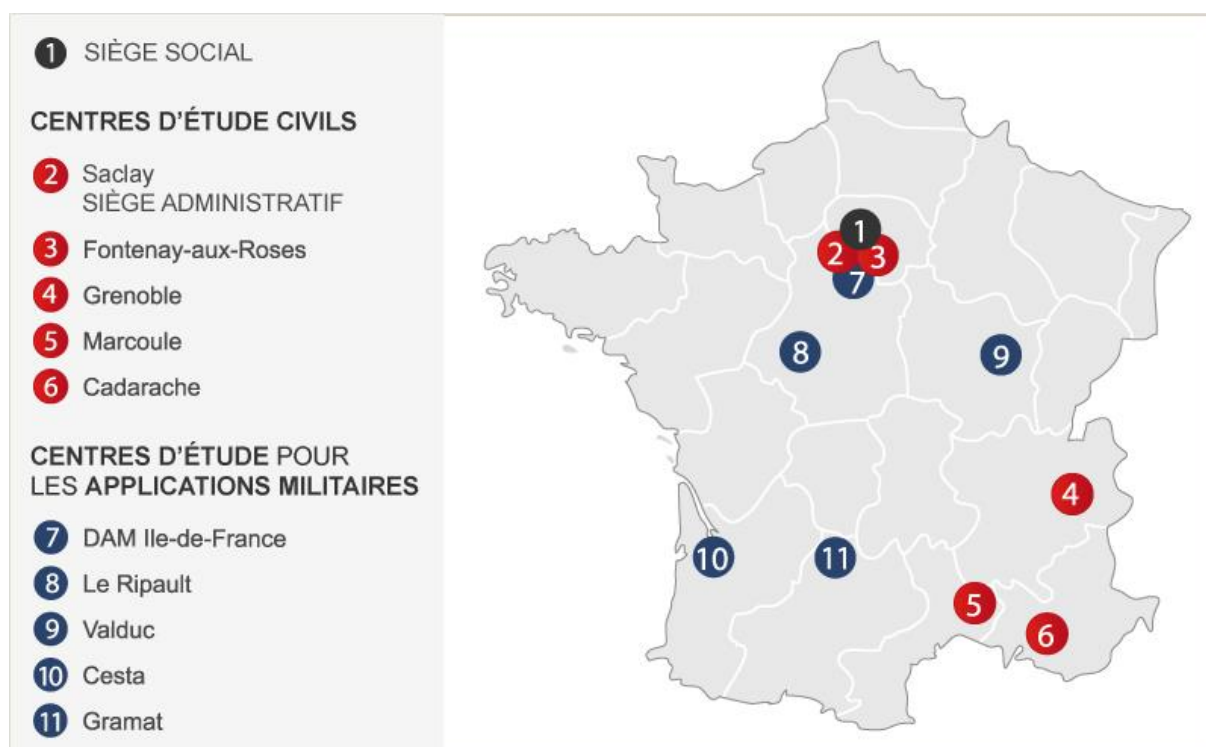 1 SIÈGE SOCIAL
CENTRES D'ÉTUDE CIVILS
2 Saclay
SIÈGE ADMINISTRATIF
3 Fontenay-aux-Roses
4 Grenoble
5 Marcoule
6 Cadarache
CENTRES D'ÉTUDE POUR
LES APPLICATIONS MILITAIRES
7 DAM Ile-de-France
8 Le Ripault
9 Valduc
10 Cesta
11 Gramat
1
2 3
7
8
9
4
10
11
5
6